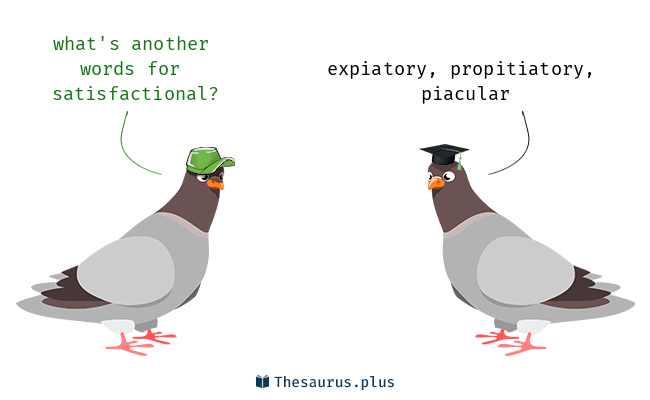 what's another
words for
satisfactional?
expiatory, propitiatory,
piacular
Thesaurus.plus